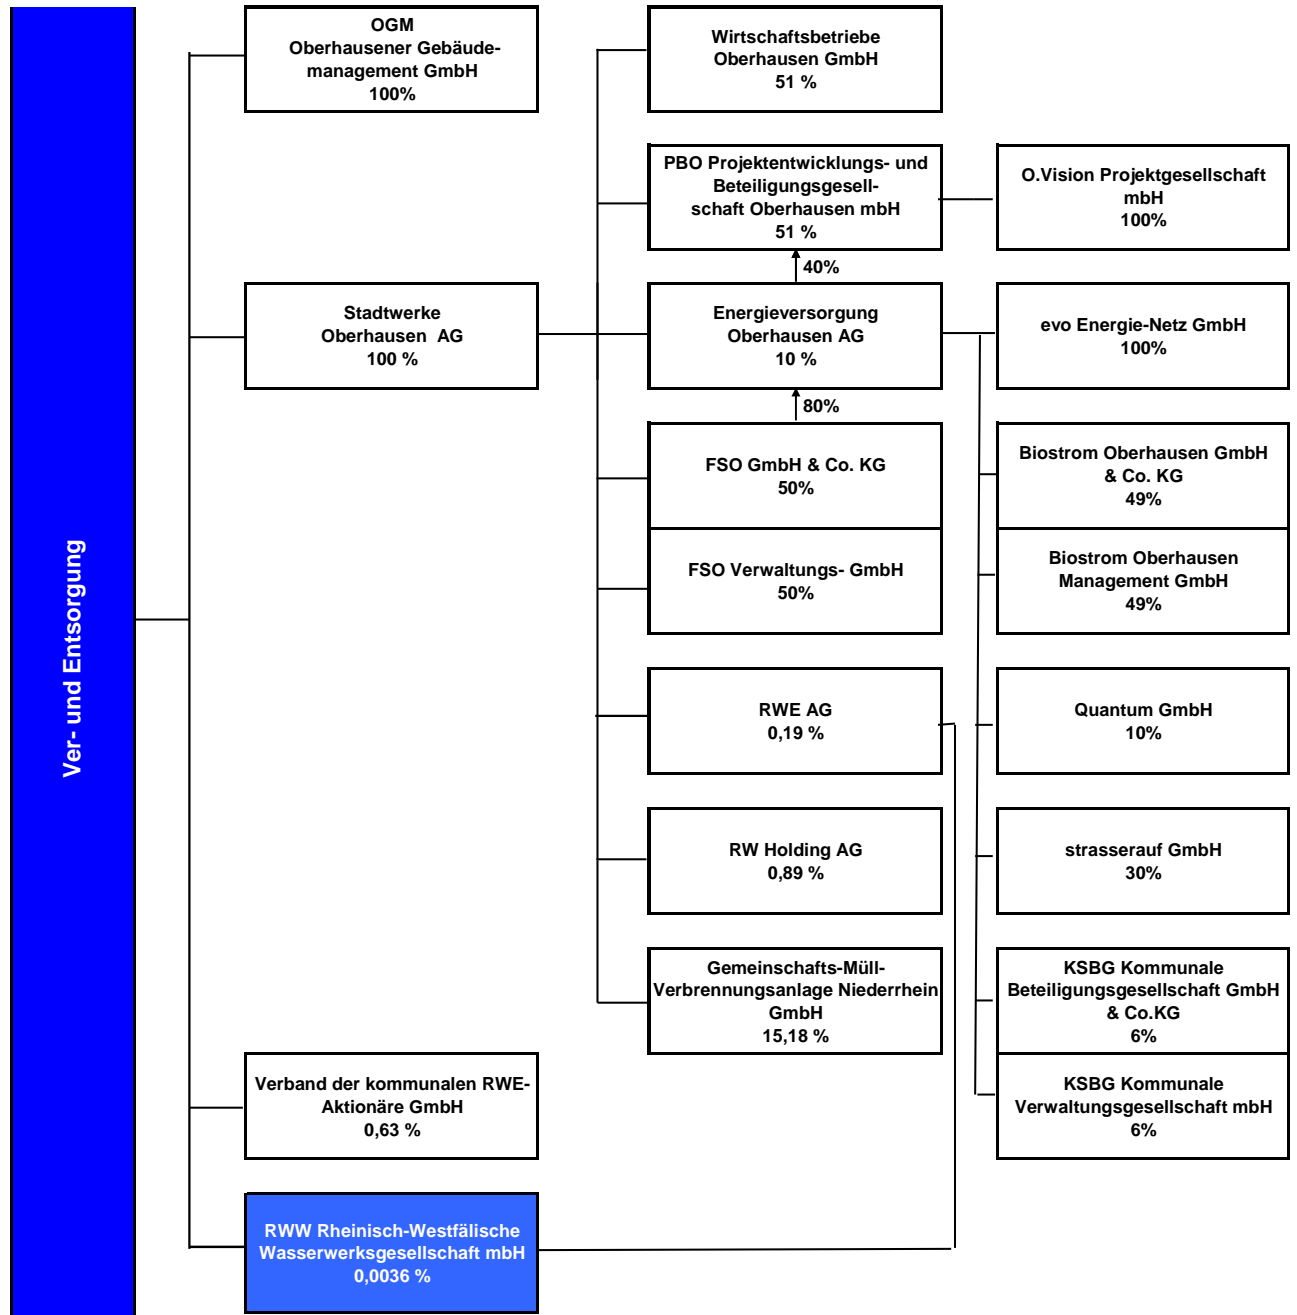 Ver- und Entsorgung
OGM
Oberhausener Gebäude-
management GmbH
100%
Stadtwerke
Oberhausen AG
100 %
Verband der kommunalen RWE-
Aktionäre GmbH
0,63 %
RWW Rheinisch-Westfälische
Wasserwerksgesellschaft mbH
0,0036 %
Wirtschaftsbetriebe
Oberhausen GmbH
51 %
PBO Projektentwicklungs- und
Beteiligungsgesell-
schaft Oberhausen mbH
51 %
40%
Energieversorgung
Oberhausen AG
10 %
80%
FSO GmbH & Co. KG
50%
FSO Verwaltungs- GmbH
50%
RWE AG
0,19 %
RW Holding AG
0,89 %
Gemeinschafts-Müll-
Verbrennungsanlage Niederrhein
GmbH
15,18 %
O.Vision Projektgesellschaft
mbH
100%
evo Energie-Netz GmbH
100%
Biostrom Oberhausen GmbH
& Co. KG
49%
Biostrom Oberhausen
Management GmbH
49%
Quantum GmbH
10%
strasserauf GmbH
30%
KSBG Kommunale
Beteiligungsgesellschaft GmbH
& Co.KG
6%
KSBG Kommunale
Verwaltungsgesellschaft mbH
6%